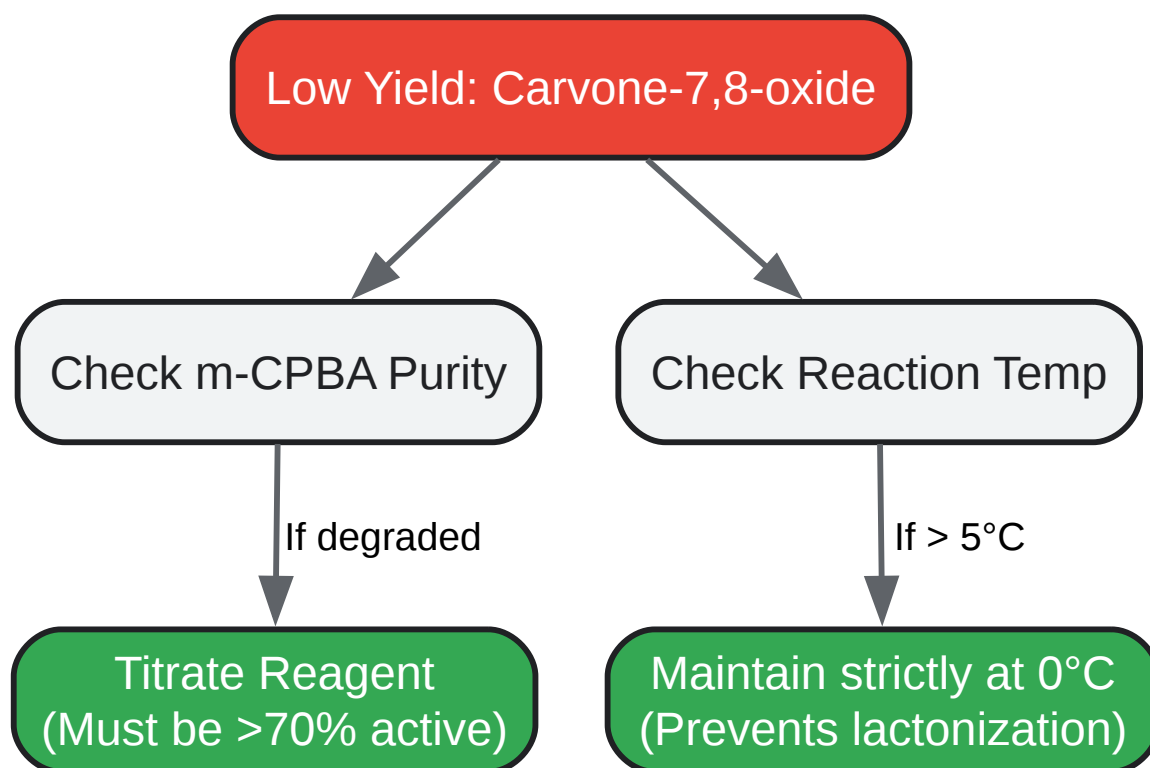 Low Yield: Carvone-7,8-oxide
Check m-CPBA Purity
Check Reaction Temp
If degraded
If > 5°C
Titrate Reagent
(Must be >70% active)
Maintain strictly at 0°C
(Prevents lactonization)